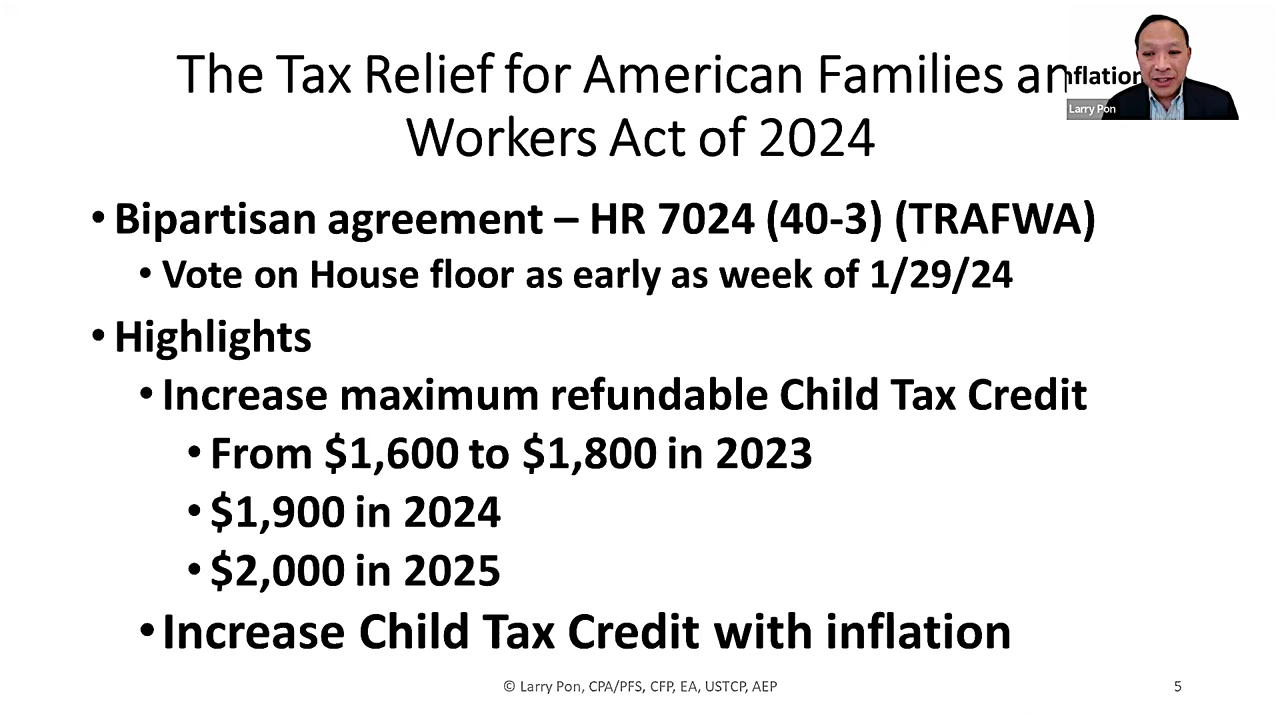 The Tax Relief for American Families an
Workers Act of 2024
nflation
Larry Pon
• Bipartisan agreement – HR 7024 (40-3) (TRAFWA)
• Vote on House floor as early as week of 1/29/24
• Highlights
• Increase maximum refundable Child Tax Credit
• From $1,600 to $1,800 in 2023
• $1,900 in 2024
• $2,000 in 2025
• Increase Child Tax Credit with inflation
© Larry Pon, CPA/PFS, CFP, EA, USTCP, AEP
5